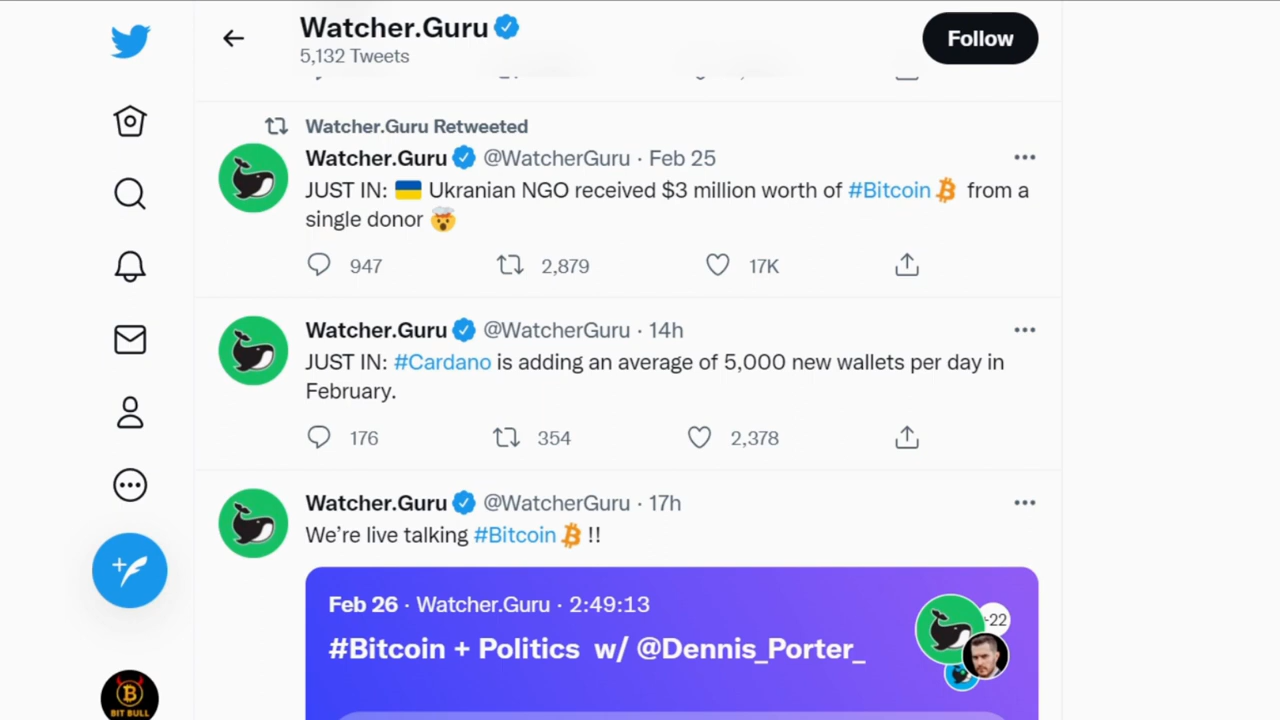 Watcher.Guru
5,132 Tweets
Follow
Watcher.Guru Retweeted
Watcher.Guru @WatcherGuru · Feb 25
JUST IN: 🇺🇦 Ukranian NGO received $3 million worth of #Bitcoin from a
single donor 🤯
947 2,879 17K
Watcher.Guru @WatcherGuru · 14h
JUST IN: #Cardano is adding an average of 5,000 new wallets per day in
February.
176 354 2,378
Watcher.Guru @WatcherGuru · 17h
We’re live talking #Bitcoin !!
Feb 26 · Watcher.Guru · 2:49:13
+22
#Bitcoin + Politics w/ @Dennis_Porter_
BIT BULL